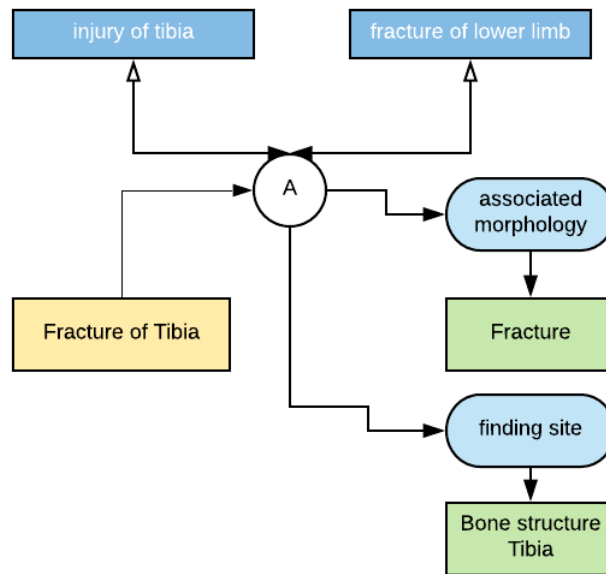 injury of tibia
fracture of lower limb
A
associated
morphology
Fracture of Tibia
Fracture
finding site
Bone structure
Tibia